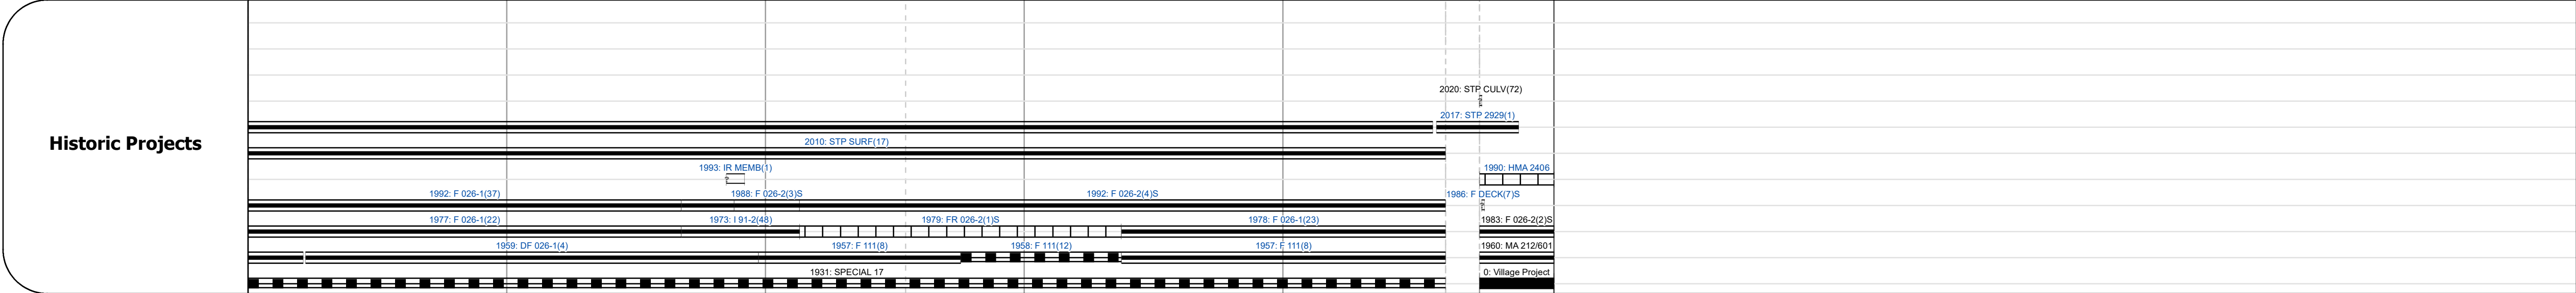 2020: STP CULV(72)
2017: STP 2929(1)
2010: STP SURF(17)
Historic Projects
1993: IR MEMB(1) 1990: HMA 2406
1992: F 026-1(37) 1988: F 026-2(3)S 1992: F 026-2(4)S 1986: F DECK(7)S
1977: F 026-1(22) 1973: I 91-2(48) 1979: FR 026-2(1)S 1978: F 026-1(23) 1983: F 026-2(2)S
1959: DF 026-1(4) 1957: F 111(8) 1958: F 111(12) 1957: F 111(8) 1960: MA 212/601
1931: SPECIAL 17 0: Village Project